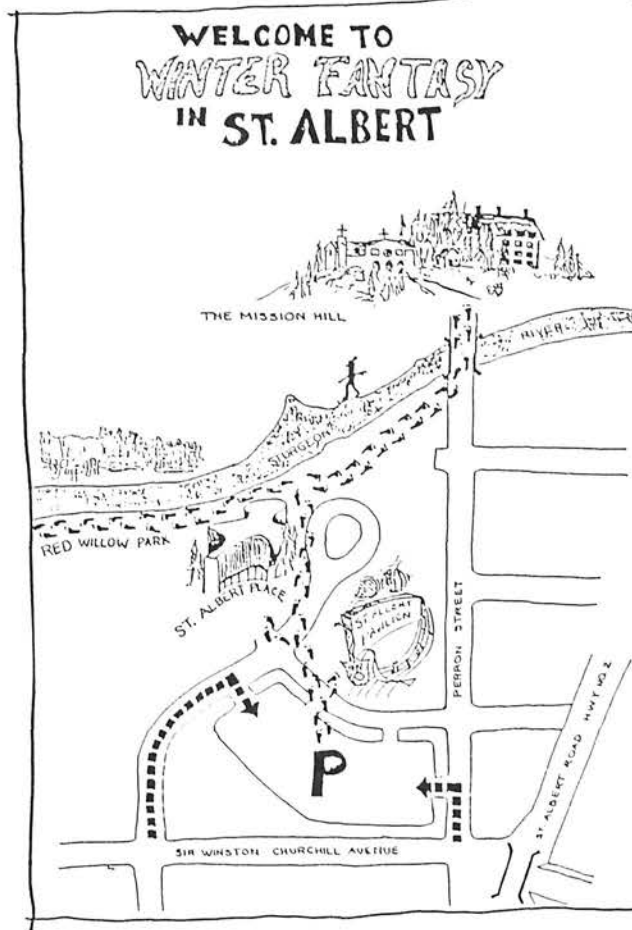 WELCOME TO
WINTER FANTASY
IN ST. ALBERT
THE MISSION HILL
RIVER
STURGEON
RED WILLOW PARK
ST. ALBERT PLACE
ST ALBERT
PAVILION
PERRON STREET
ST. ALBERT ROAD HWY NO. 2
P
SIR WINSTON CHURCHILL AVENUE